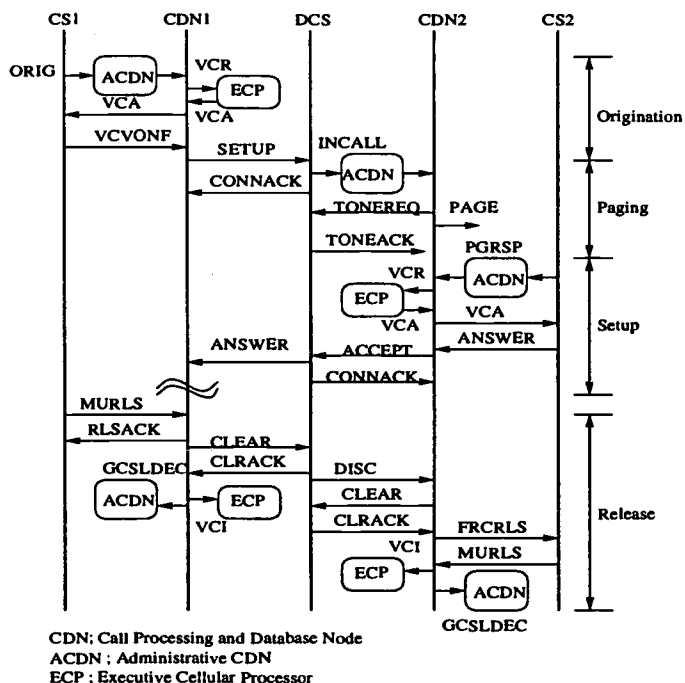 CS1 CDN1 DCS CDN2 CS2
ORIG
ACDN
VCR
ECP
VCA
VCA
Origination
VCVONF
SETUP
INCALL
ACDN
CONNACK
Paging
TONEREQ
PAGE
TONEACK
PGRSP
VCR
ACDN
ECP
VCA
VCA
Setup
ANSWER
ACCEPT
ANSWER
CONNACK
MURLS
RLSACK
CLEAR
GCSLDEC
CLRACK
DISC
ACDN
ECP
CLEAR
VCI
CLRACK
FRCRLS
Release
VCI
MURLS
ECP
ACDN
GCSLDEC
CDN; Call Processing and Database Node
ACDN ; Administrative CDN
ECP ; Executive Cellular Processor